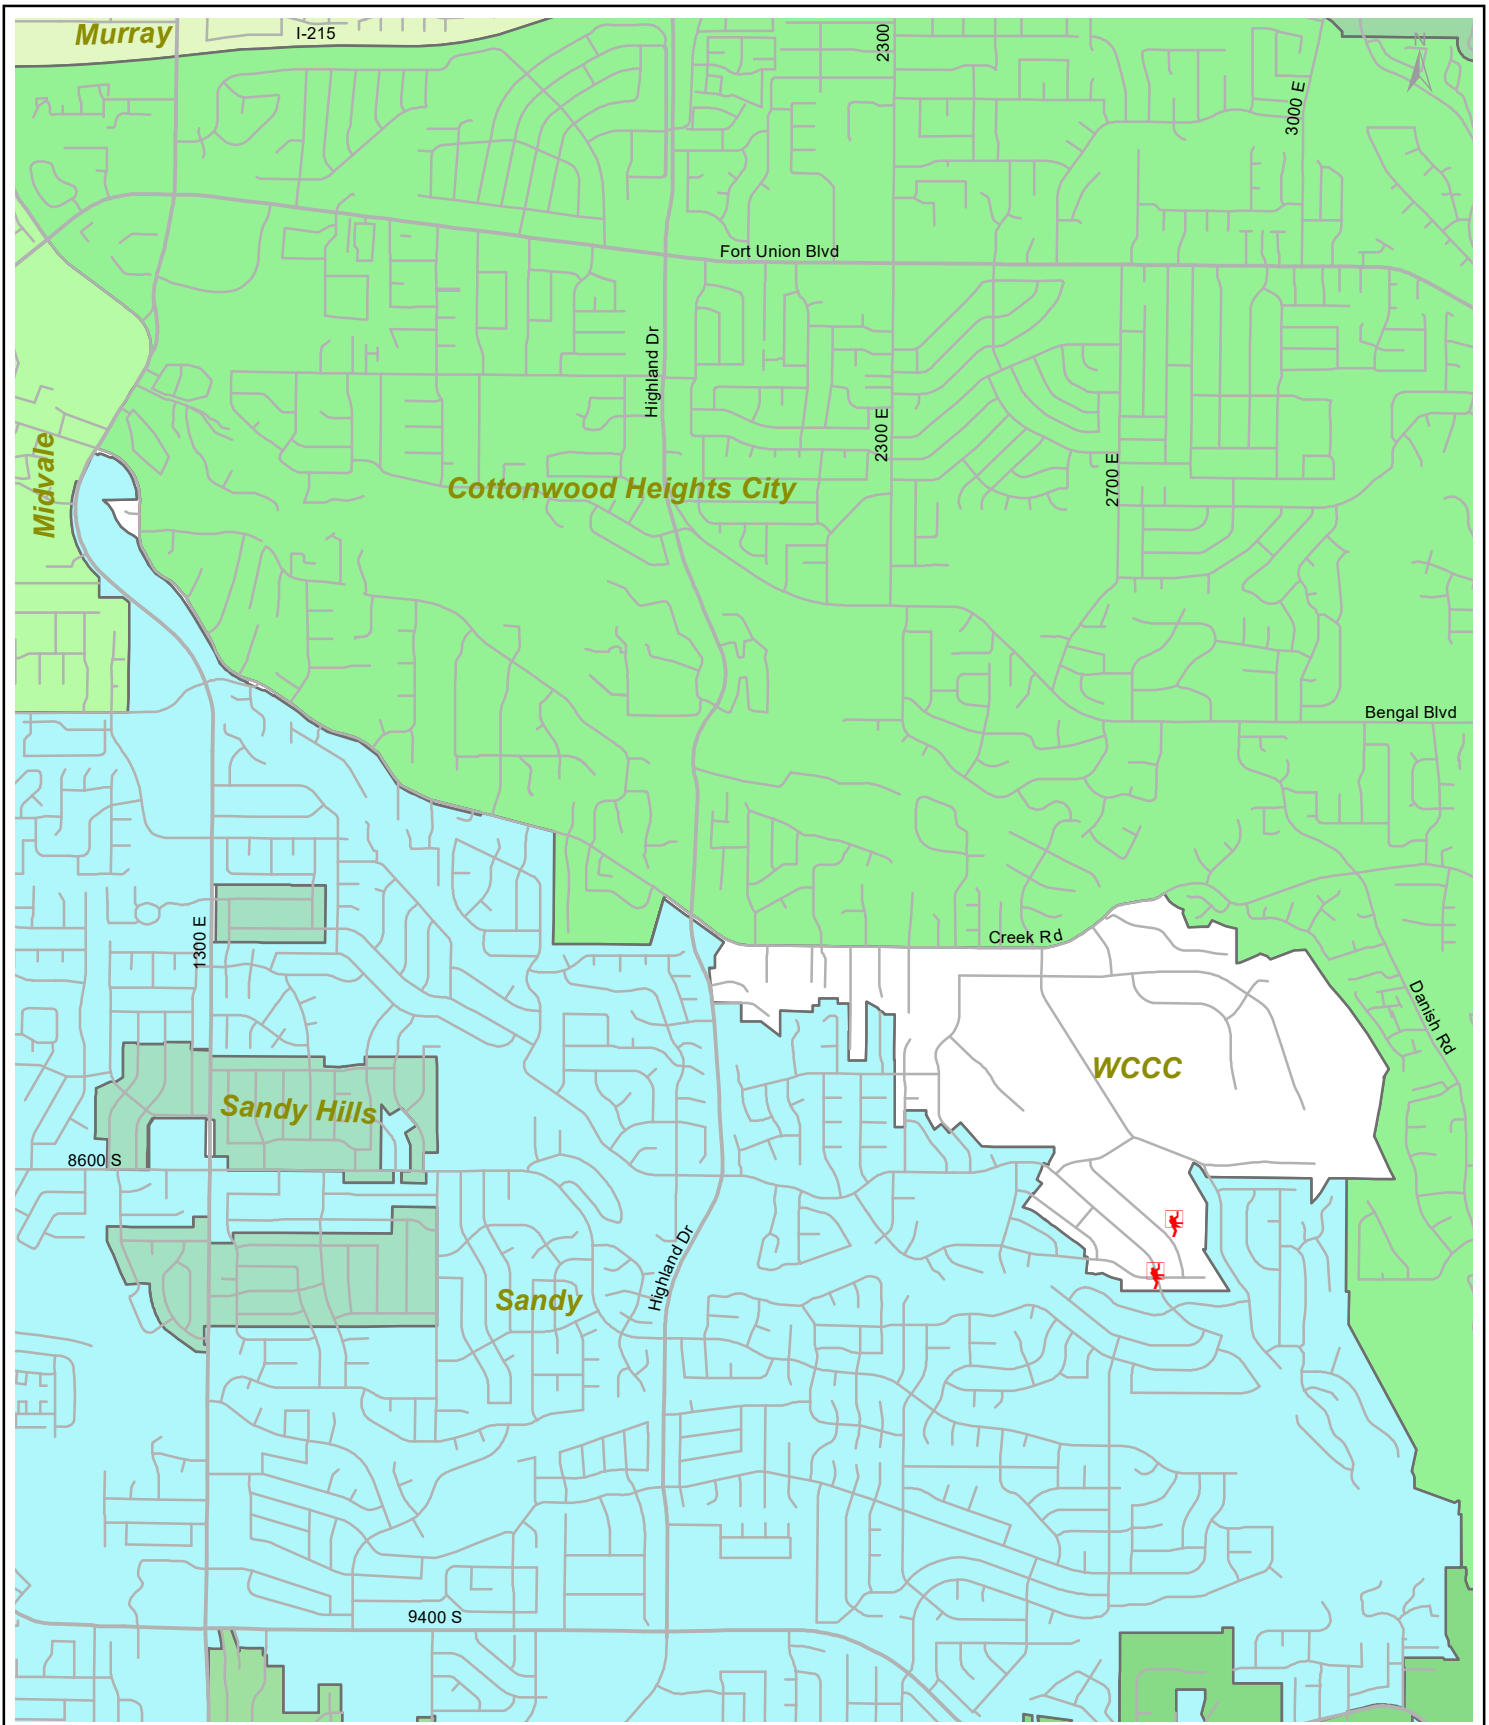 Murray
I-215
2300
N
3000 E
Fort Union Blvd
Highland Dr
2300 E
Midvale
2700 E
Cottonwood Heights City
Bengal Blvd
1300 E
Creek Rd
Danish Rd
WCCC
Sandy Hills
8600 S
Highland Dr
Sandy
9400 S